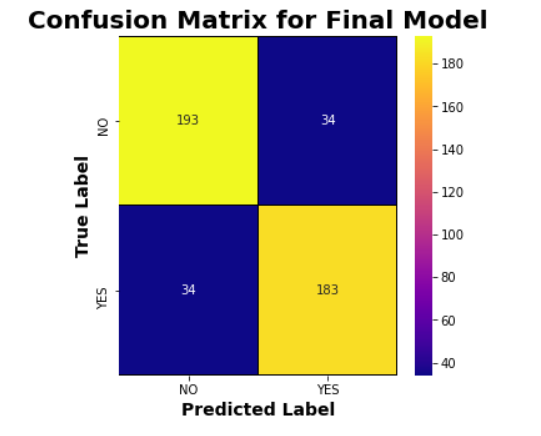 Confusion Matrix for Final Model
NO
193
34
YES
34
183
NO
YES
True Label
Predicted Label
180
160
140
120
100
80
60
40